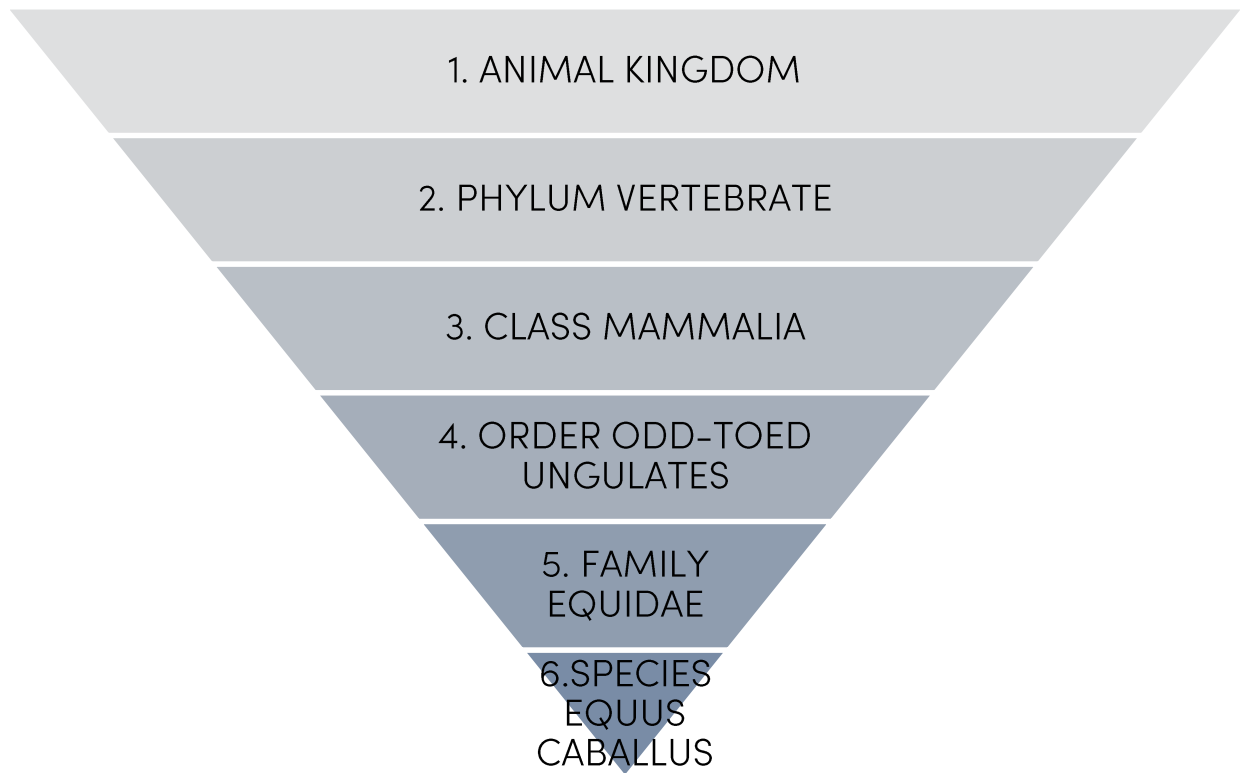 1. ANIMAL KINGDOM
2. PHYLUM VERTEBRATE
3. CLASS MAMMALIA
4. ORDER ODD-TOED
UNGULATES
5. FAMILY
EQUIDAE
6.SPECIES
EQUUS
CABALLUS